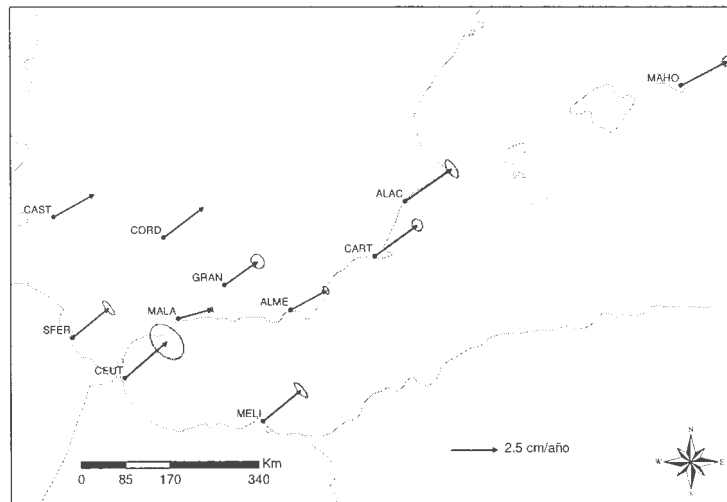 MAHO
ALAC
CAST
CORD
CART
GRAN
MALA
ALME
SFER
CEUT
MELI
2.5 cm/año
Km
0 85 170 340
N
W E
S